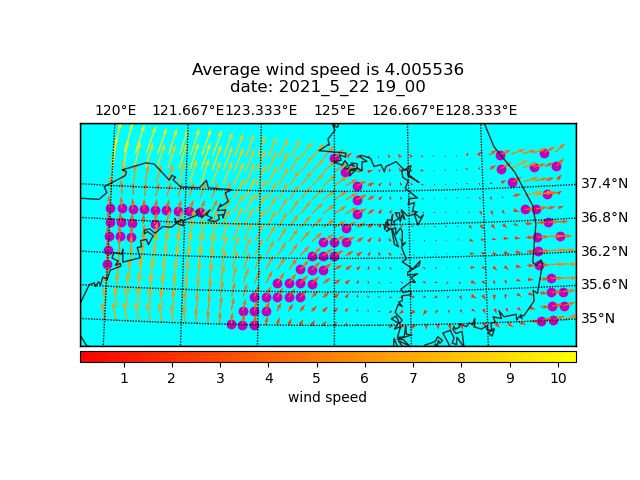 Average wind speed is 4.005536
date: 2021_5_22 19_00
120°E 121.667°E 123.333°E 125°E 126.667°E 128.333°E
37.4°N
36.8°N
36.2°N
35.6°N
35°N
1 2 3 4 5 6 7 8 9 10
wind speed